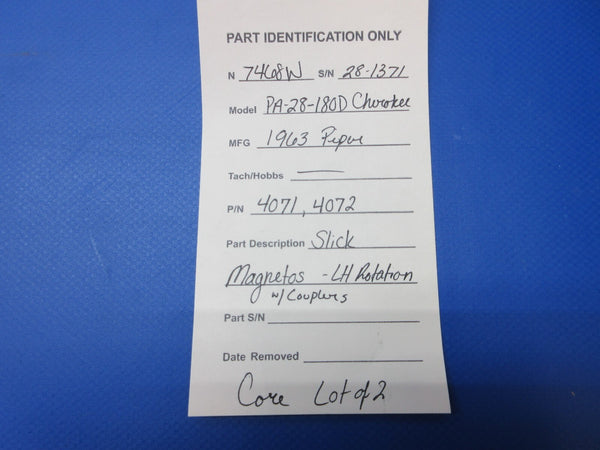 PART IDENTIFICATION ONLY
N 7468W S/N 28-1371
Model PA-28-180D Cherokee
MFG 1963 Piper
Tach/Hobbs —
P/N 4071, 4072
Part Description Slick
Magnetos - LH Rotation
w/ Couplers
Part S/N
Date Removed
Core Lot of 2